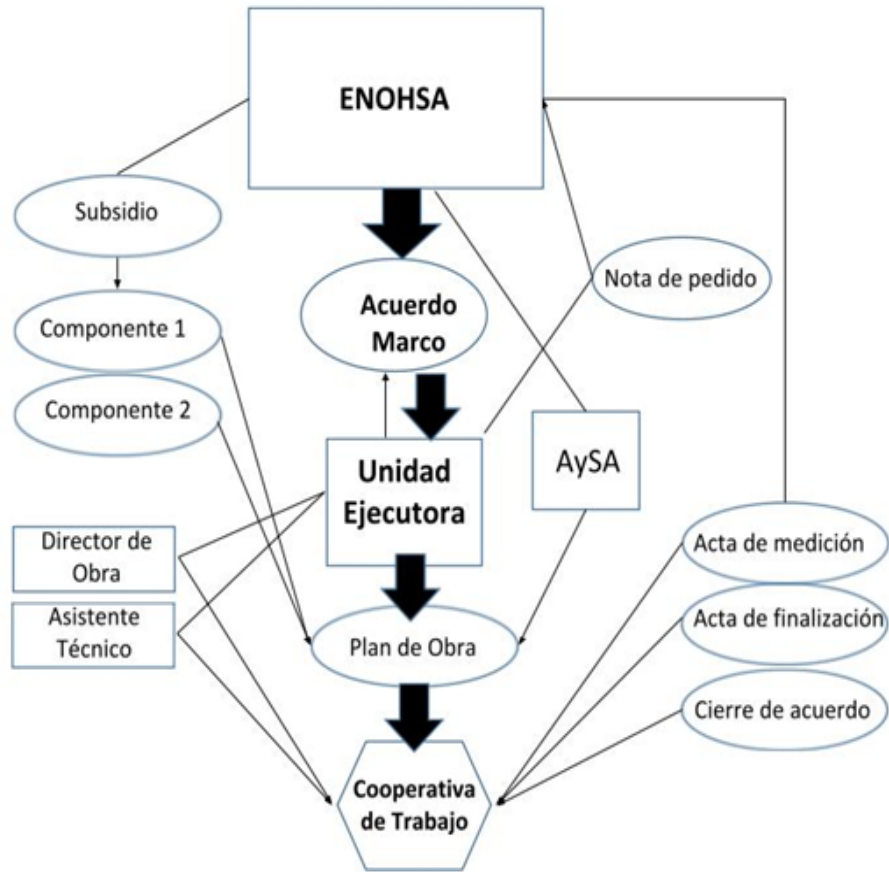 ENOHSA
Subsidio
Nota de pedido
Acuerdo
Marco
Componente 1
Componente 2
AySA
Unidad
Ejecutora
Director de
Obra
Acta de medición
Asistente
Técnico
Acta de finalización
Plan de Obra
Cierre de acuerdo
Cooperativa
de Trabajo